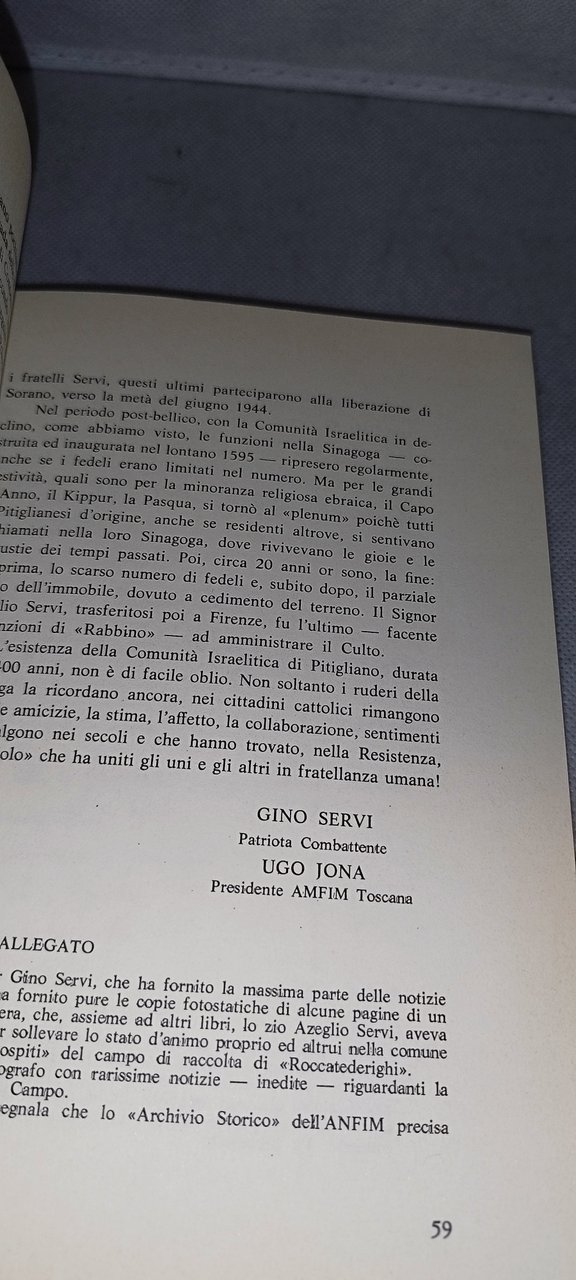 i fratelli Servi, questi ultimi parteciparono alla liberazione di
Sorano, verso la metà del giugno 1944.
Nel periodo post-bellico, con la Comunità Israelitica in de-
clino, come abbiamo visto, le funzioni nella Sinagoga — co-
struita ed inaugurata nel lontano 1595 — ripresero regolarmente,
nche se i fedeli erano limitati nel numero. Ma per le grandi
estività, quali sono per la minoranza religiosa ebraica, il Capo
Anno, il Kippur, la Pasqua, si tornò al «plenum» poichè tutti
Pitiglianesi d'origine, anche se residenti altrove, si sentivano
hiamati nella loro Sinagoga, dove rivivevano le gioie e le
ustie dei tempi passati. Poi, circa 20 anni or sono, la fine:
prima, lo scarso numero di fedeli e, subito dopo, il parziale
o dell'immobile, dovuto a cedimento del terreno. Il Signor
lio Servi, trasferitosi poi a Firenze, fu l'ultimo — facente
nzioni di «Rabbino» — ad amministrare il Culto.
L'esistenza della Comunità Israelitica di Pitigliano, durata
400 anni, non è di facile oblio. Non soltanto i ruderi della
ga la ricordano ancora, nei cittadini cattolici rimangono
e amicizie, la stima, l'affetto, la collaborazione, sentimenti
lgono nei secoli e che hanno trovato, nella Resistenza,
olo» che ha uniti gli uni e gli altri in fratellanza umana!
GINO SERVI
Patriota Combattente
UGO JONA
Presidente AMFIM Toscana
ALLEGATO
r Gino Servi, che ha fornito la massima parte delle notizie
a fornito pure le copie fotostatiche di alcune pagine di un
era, che, assieme ad altri libri, lo zio Azeglio Servi, aveva
r sollevare lo stato d'animo proprio ed altrui nella comune
ospiti» del campo di raccolta di «Roccatederighi».
ografo con rarissime notizie — inedite — riguardanti la
Campo.
egnala che lo «Archivio Storico» dell'ANFIM precisa
59